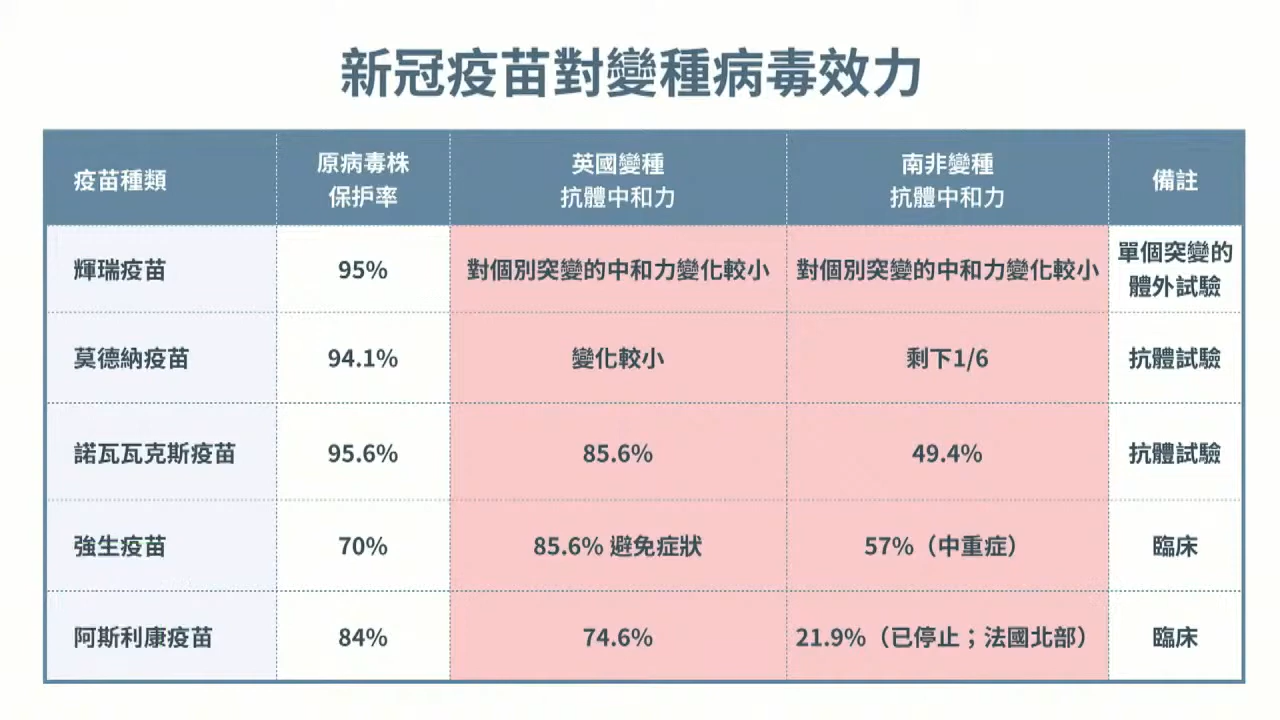 新冠疫苗對變種病毒效力
疫苗種類
原病毒株
保护率
英國變種
抗體中和力
南非變種
抗體中和力
備註
輝瑞疫苗
95%
對個別突變的中和力變化較小
對個別突變的中和力變化較小
單個突變的
體外試驗
莫德納疫苗
94.1%
變化較小
剩下1/6
抗體試驗
諾瓦瓦克斯疫苗
95.6%
85.6%
49.4%
抗體試驗
強生疫苗
70%
85.6% 避免症狀
57%（中重症）
臨床
阿斯利康疫苗
84%
74.6%
21.9%（已停止；法國北部）
臨床